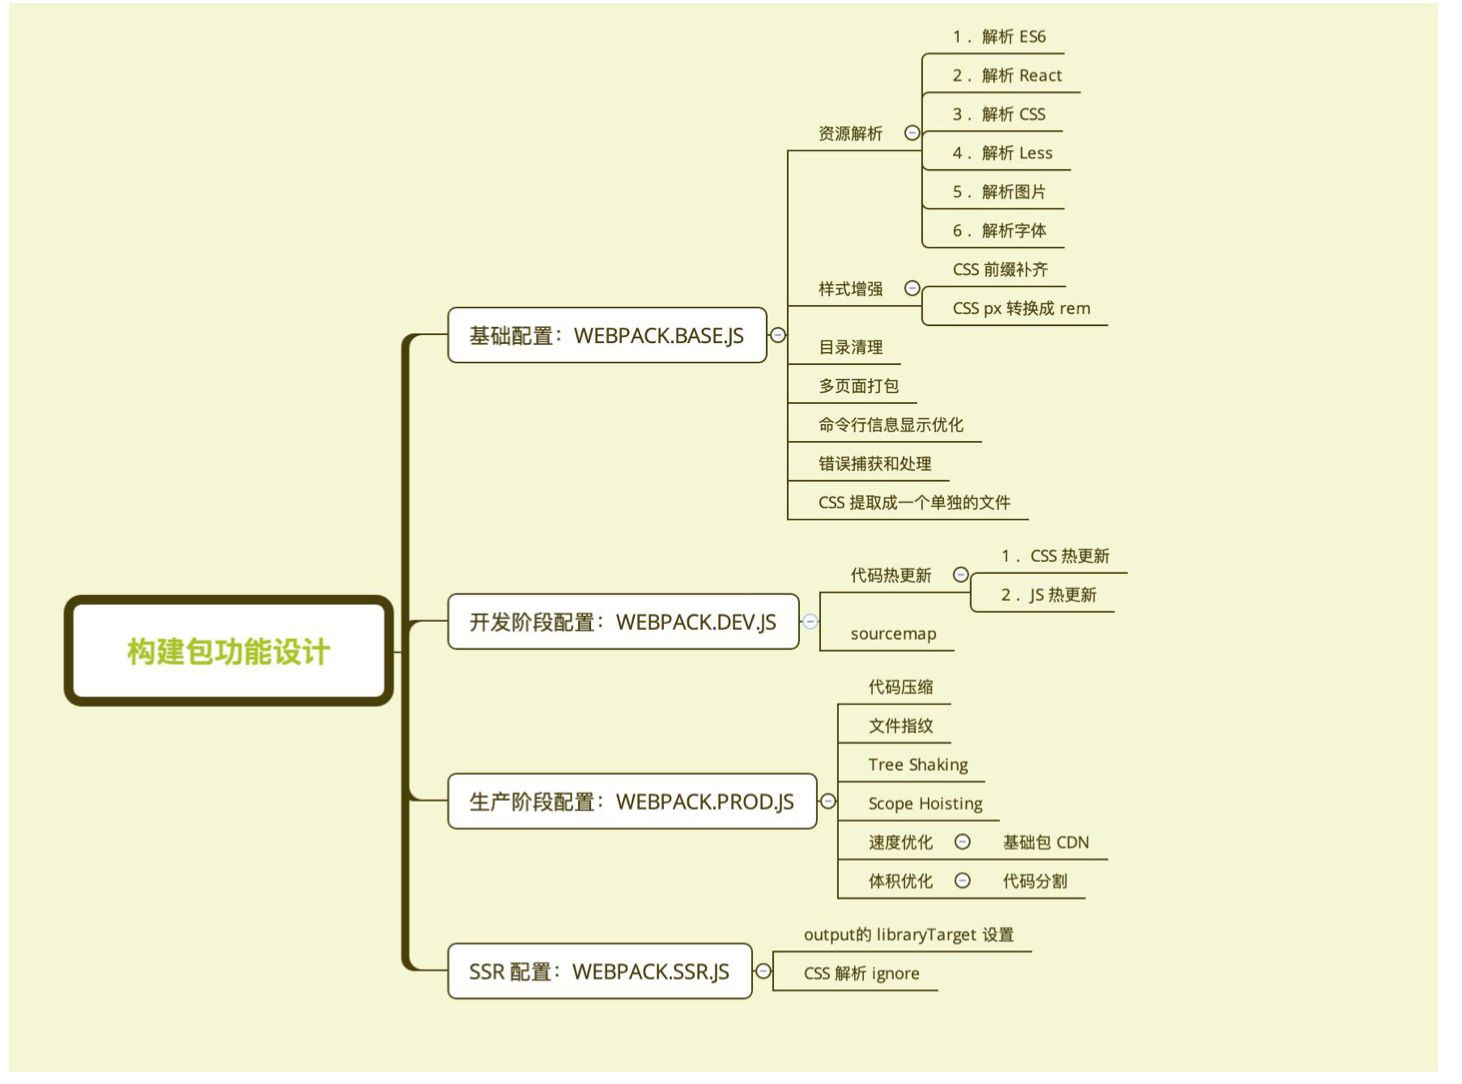 构建包功能设计
基础配置：WEBPACK.BASE.JS
资源解析
1． 解析 ES6
2． 解析 React
3． 解析 CSS
4． 解析 Less
5． 解析图片
6． 解析字体
样式增强
CSS 前缀补齐
CSS px 转换成 rem
目录清理
多页面打包
命令行信息显示优化
错误捕获和处理
CSS 提取成一个单独的文件
开发阶段配置：WEBPACK.DEV.JS
代码热更新
1． CSS 热更新
2． JS 热更新
sourcemap
生产阶段配置：WEBPACK.PROD.JS
代码压缩
文件指纹
Tree Shaking
Scope Hoisting
速度优化
基础包 CDN
体积优化
代码分割
SSR 配置：WEBPACK.SSR.JS
output的 libraryTarget 设置
CSS 解析 ignore